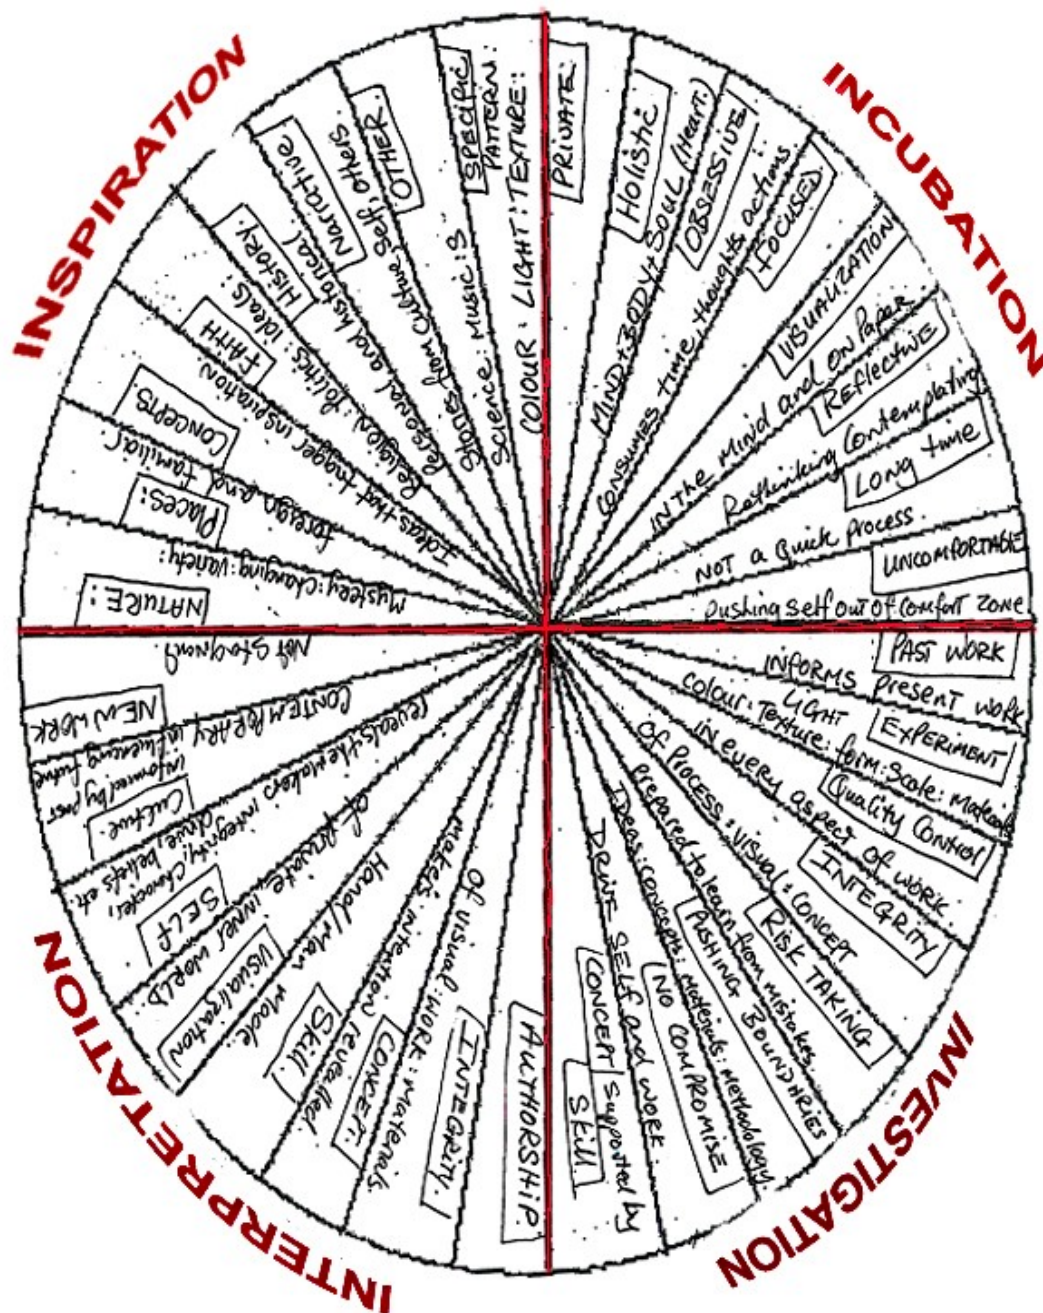 INSPIRATION
SPECIFIC
PATTERN:
COLOUR: LIGHT: TEXTURE:
OTHER.
Science: Music:
Self, others.
Stories from Culture,
Narrative
Personal and historical
HISTORY.
Religion: Politics: ideals:
FAITH
Ideas that trigger inspiration
CONCEPTS.
foreign and familiar
Places:
Mystery: Changing: Variety:
NATURE:
INCUBATION
PRIVATE:
Holistic
MIND+BODY+SOUL (Heart)
OBSESSIVE
CONSUMES time: thoughts, actions.
FOCUSED.
VISUALIZATION
IN THE MIND and ON PAPER
REFLECTIVE
Rethinking Contemplating
Long time
NOT a Quick process.
UNCOMFORTABLE
Pushing self out of comfort zone
INVESTIGATION
PAST WORK
INFORMS present work
EXPERIMENT
LIGHT
colour: Texture: form: Scale: Materials
Quality Control
in every aspect of work.
INTEGRITY
of Process: visual: CONCEPT
RISK TAKING
prepared to learn from mistakes.
PUSHING BOUNDARIES
Ideas: concepts: materials: methodology.
NO COMPROMISE
DRIVE SELF and work.
CONCEPT Supported by
Skill.
INTERPRETATION
AUTHORSHIP.
INTEGRITY.
of visual: WORK: Materials.
CONCEPT.
makers intention revealed.
Skill.
Hand/Man Made:
Visualization
of private inner WORLD.
SELF
reveals the makers integrity, character,
drive, beliefs etc.
Culture.
CONTEMPORARY
informed by past
influencing future
NEW WORK
Not Stagnant.